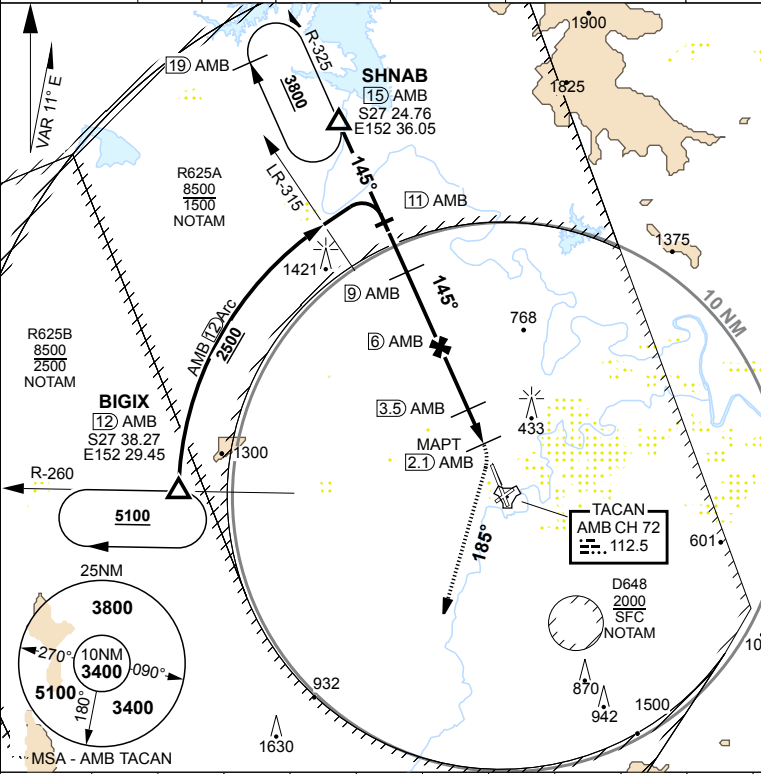 1900
R-325
19 AMB
3800
SHNAB
15 AMB
S27 24.76
E152 36.05
1825
VAR 11° E
145°
R625A
8500
1500
NOTAM
LR-315
11 AMB
1375
1421
9 AMB
145°
10 NM
768
AMB 12 Arc
2500
6 AMB
R625B
8500
2500
NOTAM
BIGIX
12 AMB
S27 38.27
E152 29.45
3.5 AMB
433
MAPT
2.1 AMB
1300
R-260
5100
TACAN
AMB CH 72
112.5
185°
601
25NM
3800
10NM
3400
270°
090°
180°
5100
3400
MSA - AMB TACAN
D648
2000
SFC
NOTAM
10
932
870
942
1500
1630